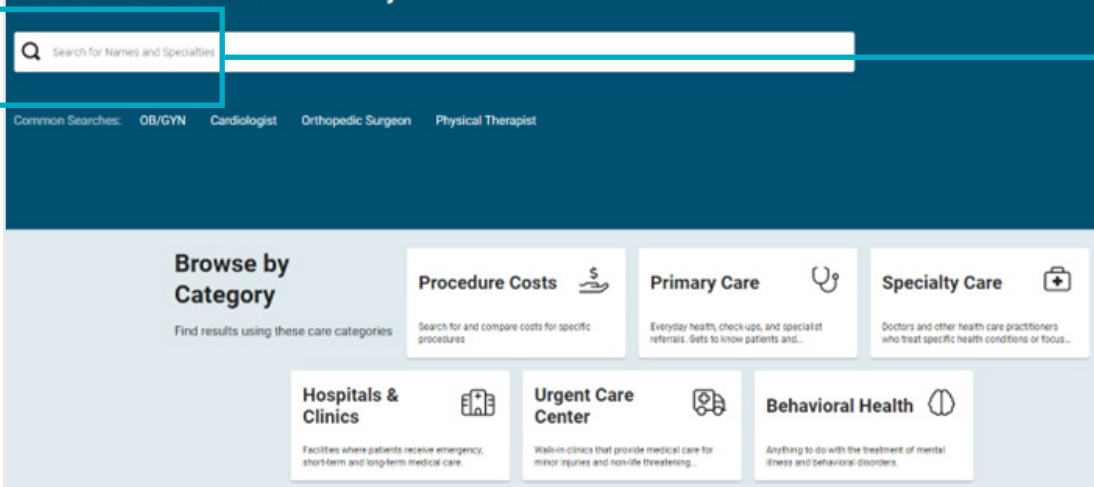 Search for Names and Specialties
Common Searches: OB/GYN Cardiologist Orthopedic Surgeon Physical Therapist
Browse by
Category
Find results using these care categories
Procedure Costs
Search for and compare costs for specific
procedures
Primary Care
Everyday health, check ups, and specialist
referrals. Gets to know patients and...
Specialty Care
Doctors and other health care practitioners
who treat specific health conditions or focus...
Hospitals &
Clinics
Facilities where patients receive emergency,
short-term and long-term medical care.
Urgent Care
Center
Walk-in clinics that provide medical care for
minor injuries and non-life threatening...
Behavioral Health
Anything to do with the treatment of mental
illness and behavioral disorders.